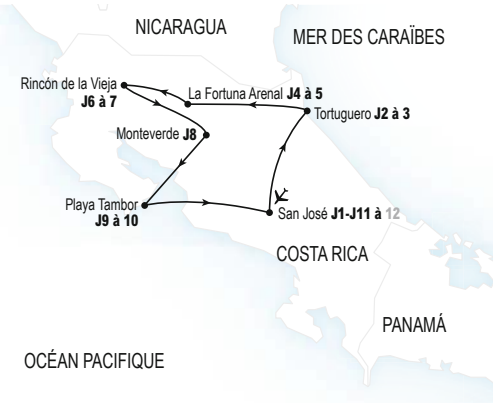 NICARAGUA
MER DES CARAÏBES
Rincón de la Vieja
J6 à 7
La Fortuna Arenal J4 à 5
Tortuguero J2 à 3
Monteverde J8
Playa Tambor
J9 à 10
San José J1-J11 à 12
COSTA RICA
PANAMÁ
OCÉAN PACIFIQUE